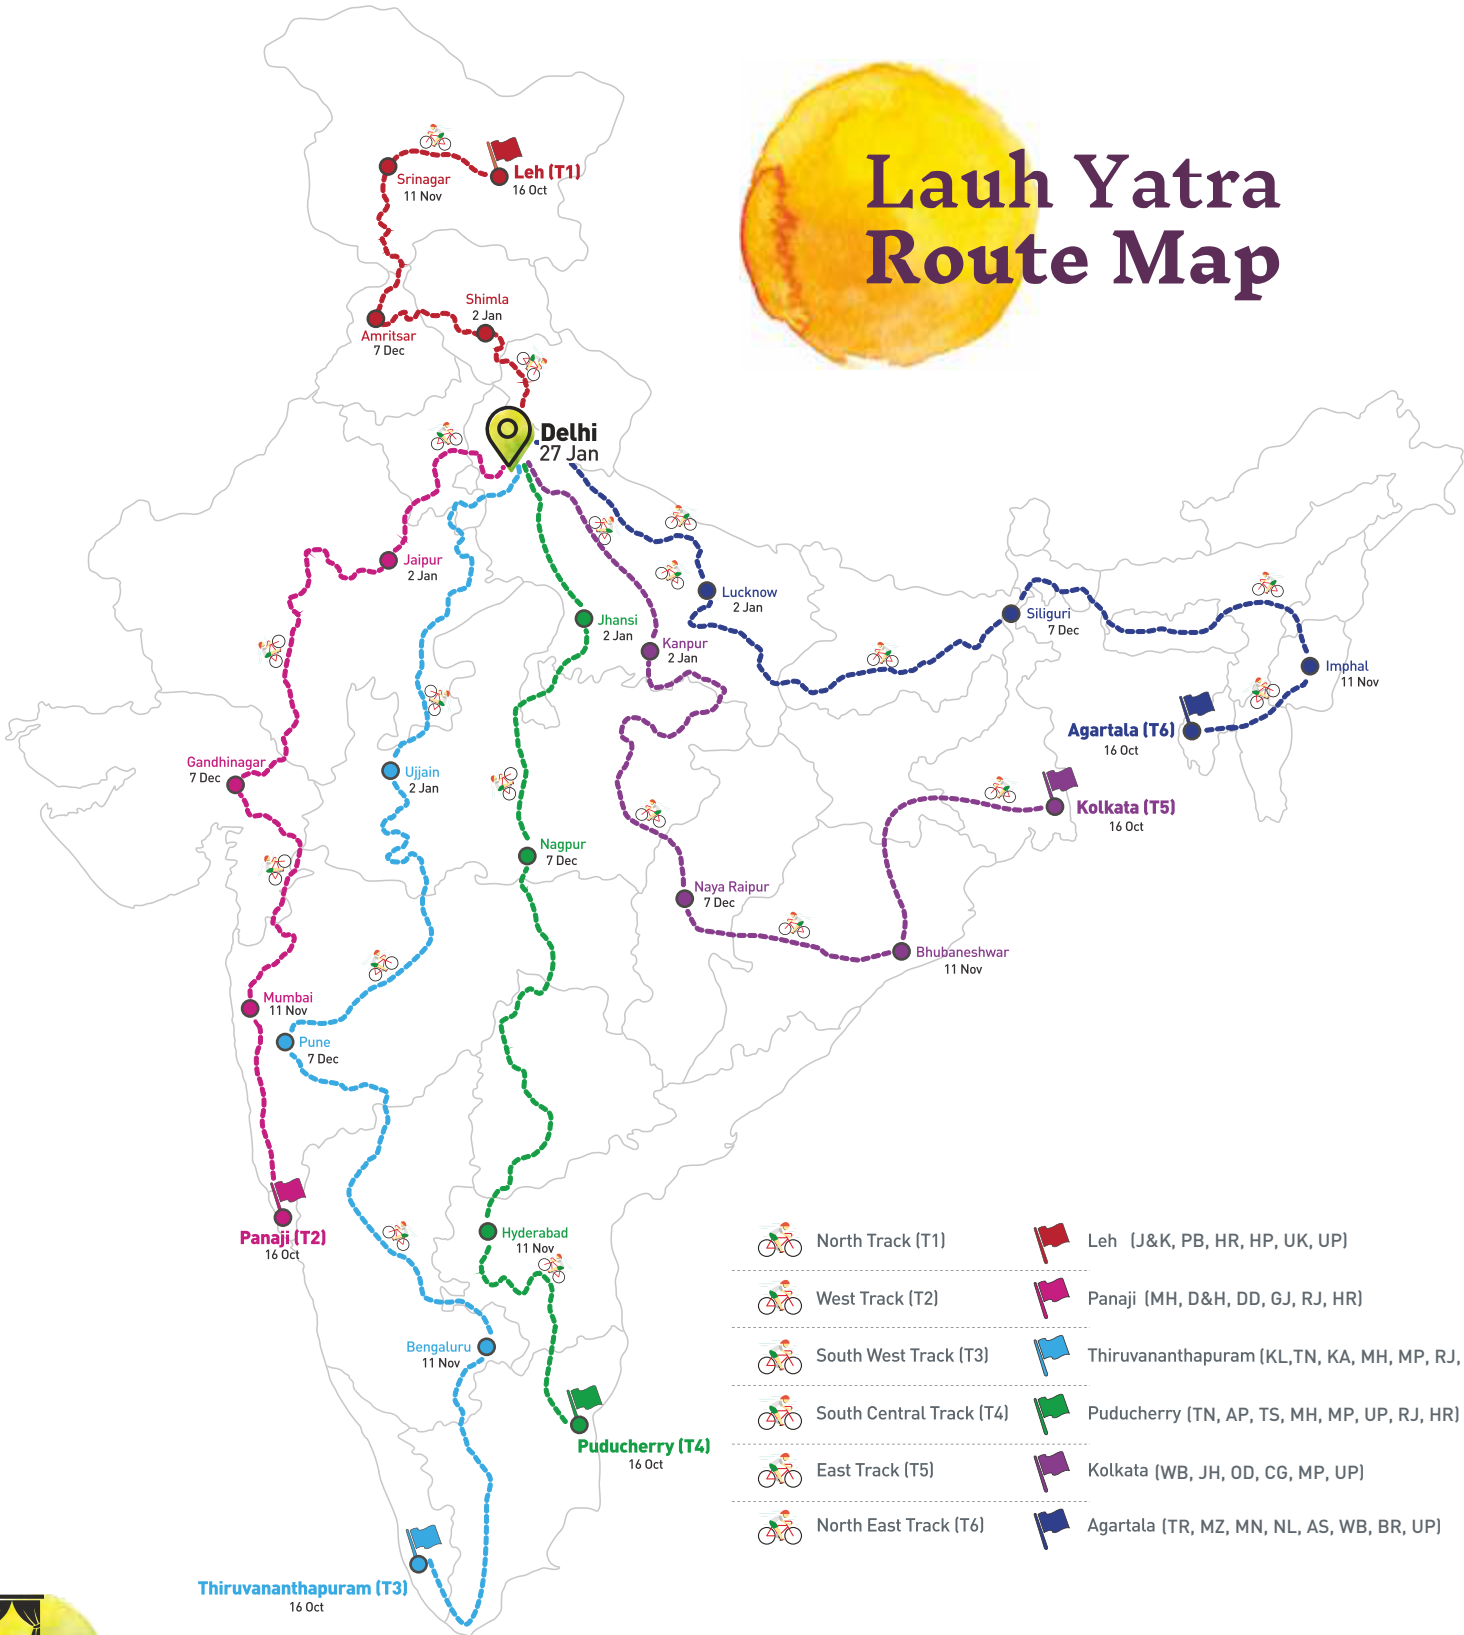 Lauh Yatra
Route Map
Leh (T1)
16 Oct
Srinagar
11 Nov
Shimla
2 Jan
Amritsar
7 Dec
Delhi
27 Jan
Jaipur
2 Jan
Lucknow
2 Jan
Jhansi
2 Jan
Siliguri
7 Dec
Kanpur
2 Jan
Imphal
11 Nov
Agartala (T6)
16 Oct
Gandhinagar
7 Dec
Ujjain
2 Jan
Kolkata (T5)
16 Oct
Nagpur
7 Dec
Naya Raipur
7 Dec
Bhubaneshwar
11 Nov
Mumbai
11 Nov
Pune
7 Dec
Panaji (T2)
16 Oct
Hyderabad
11 Nov
Bengaluru
11 Nov
Puducherry (T4)
16 Oct
Thiruvananthapuram (T3)
16 Oct
North Track (T1) Leh (J&K, PB, HR, HP, UK, UP)
West Track (T2) Panaji (MH, D&H, DD, GJ, RJ, HR)
South West Track (T3) Thiruvananthapuram (KL,TN, KA, MH, MP, RJ,
South Central Track (T4) Puducherry (TN, AP, TS, MH, MP, UP, RJ, HR)
East Track (T5) Kolkata (WB, JH, OD, CG, MP, UP)
North East Track (T6) Agartala (TR, MZ, MN, NL, AS, WB, BR, UP)